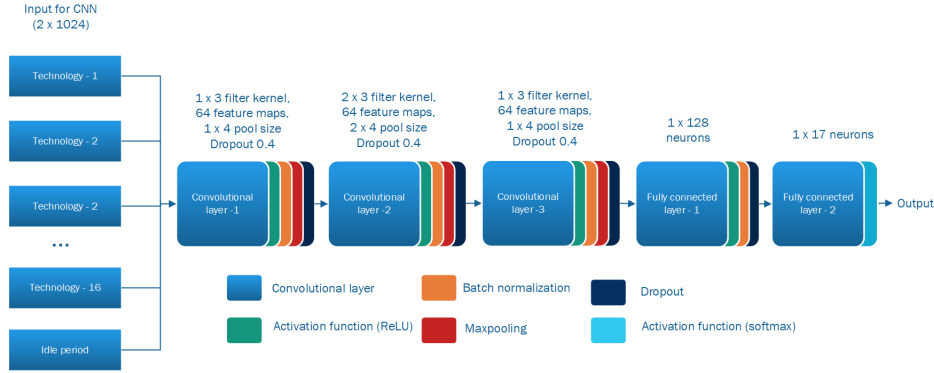 Input for CNN
(2 x 1024)
Technology - 1
Technology - 2
Technology - 2
...
Technology - 16
Idle period
1 x 3 filter kernel,
64 feature maps,
1 x 4 pool size
Dropout 0.4
Convolutional
layer -1
2 x 3 filter kernel,
64 feature maps,
2 x 4 pool size
Dropout 0.4
Convolutional
layer -2
1 x 3 filter kernel,
64 feature maps,
1 x 4 pool size
Dropout 0.4
Convolutional
layer -3
1 x 128
neurons
Fully connected
layer - 1
1 x 17 neurons
Fully connected
layer - 2
Output
Convolutional layer
Batch normalization
Dropout
Activation function (ReLU)
Maxpooling
Activation function (softmax)